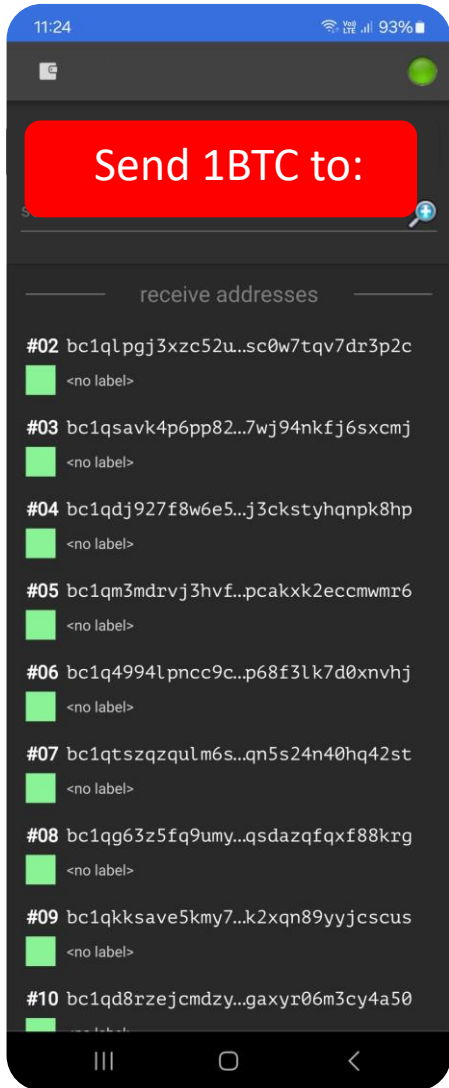 11:24 Vo) LTE 93%
Send 1BTC to:
receive addresses
#02 bc1qlpgj3xzc52u…sc0w7tqv7dr3p2c
<no label>
#03 bc1qsavk4p6pp82…7wj94nkfj6sxcmj
<no label>
#04 bc1qdj927f8w6e5…j3ckstyhqnpk8hp
<no label>
#05 bc1qm3mdrvj3hvf…pcakxk2eccmwmr6
<no label>
#06 bc1q4994lpncc9c…p68f3lk7d0xnvhj
<no label>
#07 bc1qtszqzqulm6s…qn5s24n40hq42st
<no label>
#08 bc1qg63z5fq9umy…qsdazqfqxf88krg
<no label>
#09 bc1qkksave5kmy7…k2xqn89yyjcscus
<no label>
#10 bc1qd8rzejcmdzy…gaxyr06m3cy4a50